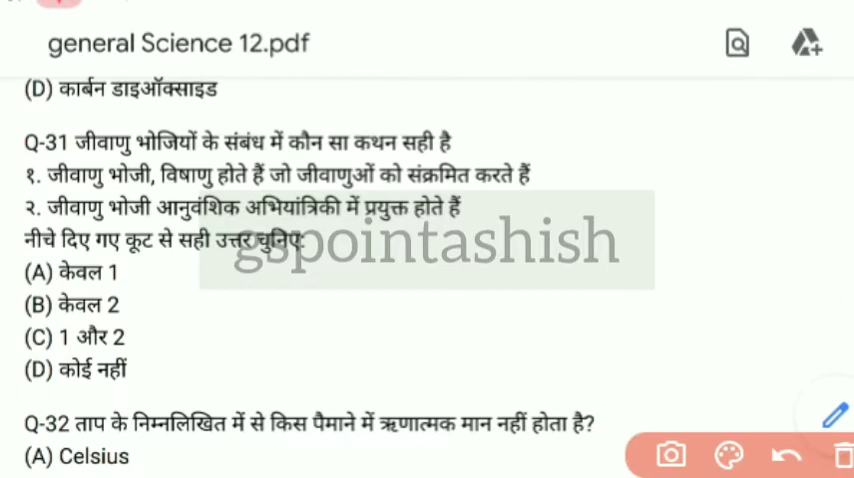 general Science 12.pdf
(D) कार्बन डाइऑक्साइड
Q-31 जीवाणु भोजियों के संबंध में कौन सा कथन सही है
१. जीवाणु भोजी, विषाणु होते हैं जो जीवाणुओं को संक्रमित करते हैं
२. जीवाणु भोजी आनुवंशिक अभियांत्रिकी में प्रयुक्त होते हैं
नीचे दिए गए कूट से सही उत्तर चुनिए:
gspointashish
(A) केवल 1
(B) केवल 2
(C) 1 और 2
(D) कोई नहीं
Q-32 ताप के निम्नलिखित में से किस पैमाने में ऋणात्मक मान नहीं होता है?
(A) Celsius